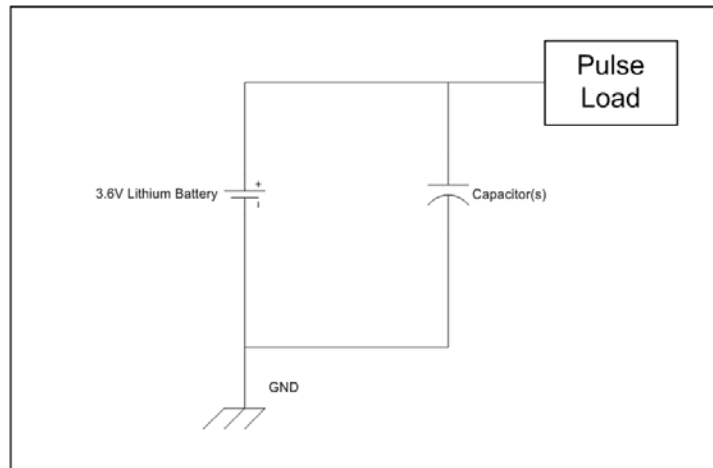 Pulse
Load
3.6V Lithium Battery
+
-
Capacitor(s)
GND